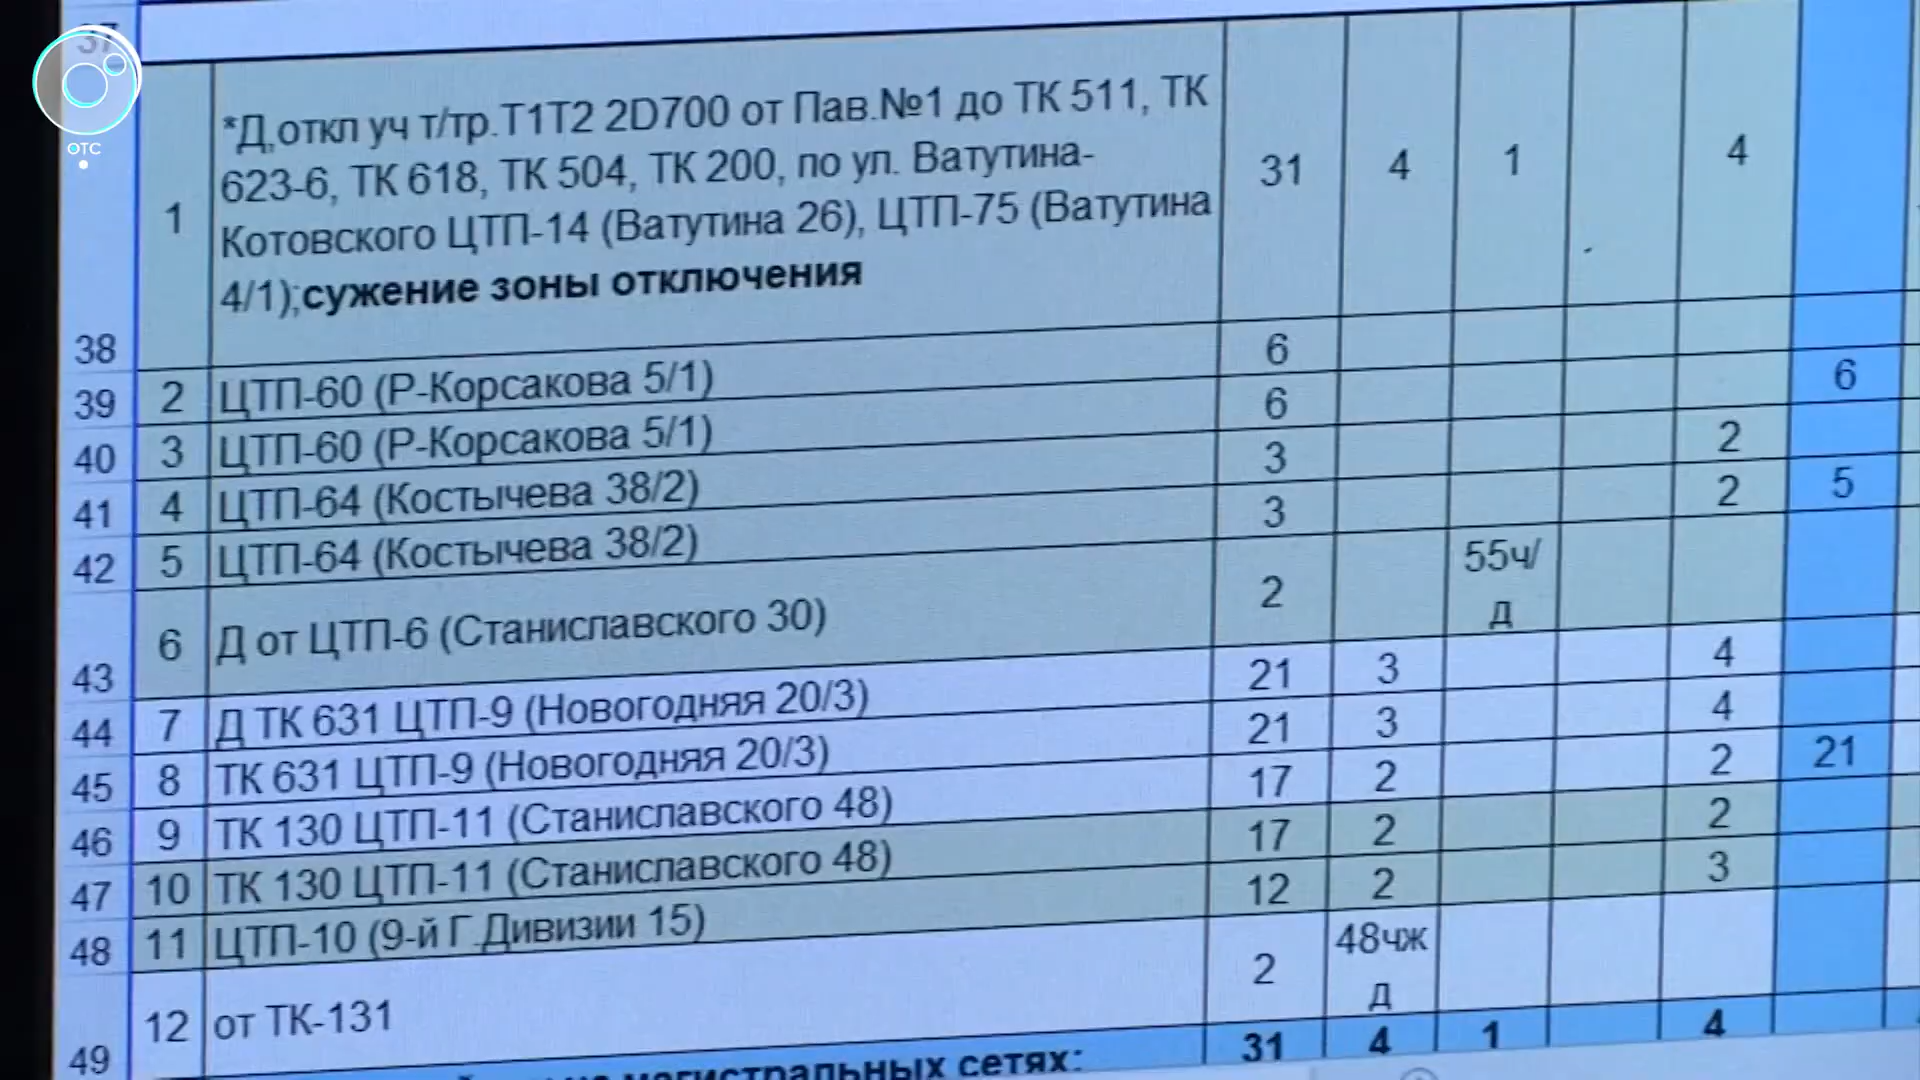 37
ОТС
38 1 *Д,откл уч т/тр.Т1Т2 2D700 от Пав.№1 до ТК 511, ТК 31 4 1 4
623-6, ТК 618, ТК 504, ТК 200, по ул. Ватутина-
Котовского ЦТП-14 (Ватутина 26), ЦТП-75 (Ватутина
4/1);сужение зоны отключения
39 2 ЦТП-60 (Р-Корсакова 5/1) 6
40 3 ЦТП-60 (Р-Корсакова 5/1) 6 6
41 4 ЦТП-64 (Костычева 38/2) 3 2
42 5 ЦТП-64 (Костычева 38/2) 3 2 5
43 6 Д от ЦТП-6 (Станиславского 30) 2 55ч/
д
44 7 Д ТК 631 ЦТП-9 (Новогодняя 20/3) 21 3 4
45 8 ТК 631 ЦТП-9 (Новогодняя 20/3) 21 3 4
46 9 ТК 130 ЦТП-11 (Станиславского 48) 17 2 2 21
47 10 ТК 130 ЦТП-11 (Станиславского 48) 17 2 2
48 11 ЦТП-10 (9-й Г.Дивизии 15) 12 2 3
49 12 от ТК-131 2 48чж
д
магистральных сетях: 31 4 1 4